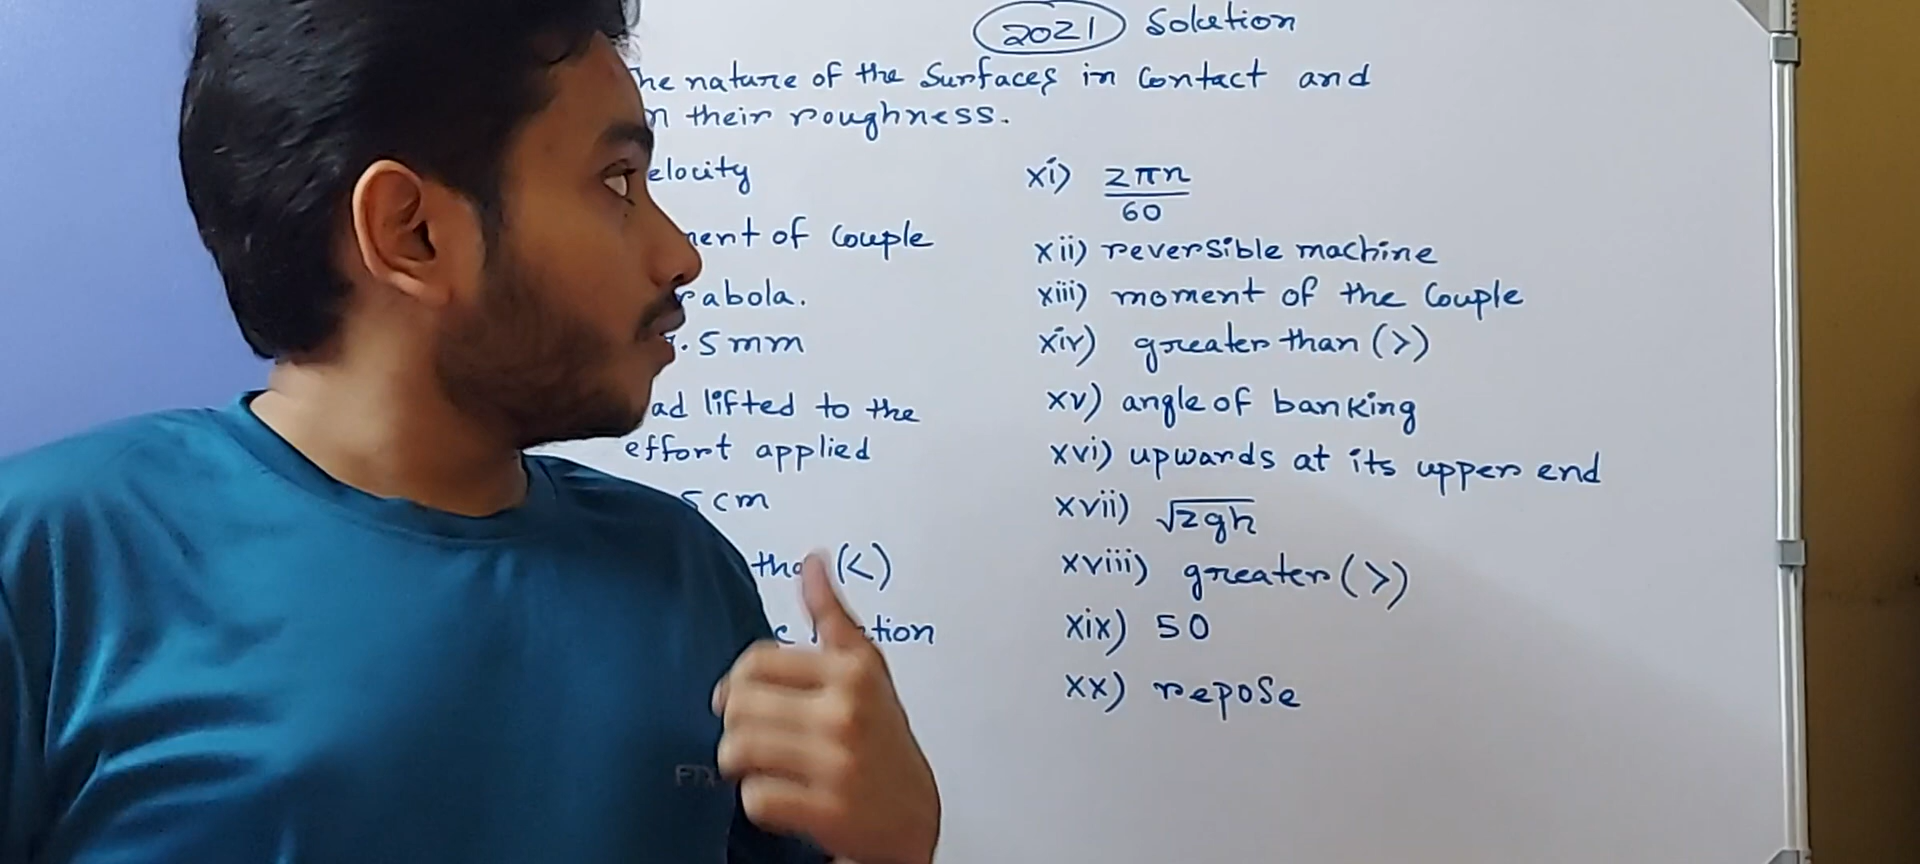 2021 Solution
he nature of the Surfaces in Contact and
n their roughness.
elocity
ment of Couple
rabola.
.5mm
ad lifted to the
effort applied
5cm
(<)
tion
xi) 2πn/60
xii) reversible machine
xiii) moment of the Couple
xiv) greater than (>)
xv) angle of banking
xvi) upwards at its upper end
xvii) √2gh
xviii) greater (>)
xix) 50
xx) repose